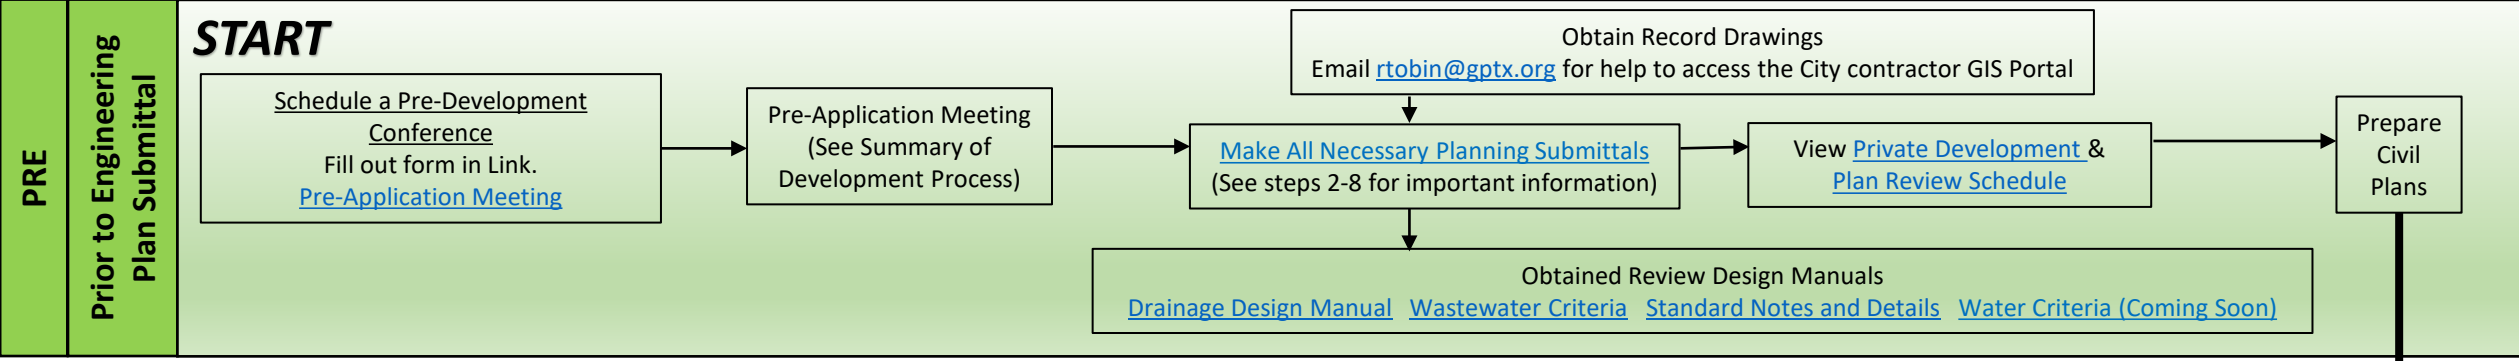 PRE
Prior to Engineering
Plan Submittal
START
Schedule a Pre-Development
Conference
Fill out form in Link.
Pre-Application Meeting
Pre-Application Meeting
(See Summary of
Development Process)
Obtain Record Drawings
Email rtobin@gptx.org for help to access the City contractor GIS Portal
Make All Necessary Planning Submittals
(See steps 2-8 for important information)
View Private Development &
Plan Review Schedule
Prepare
Civil
Plans
Obtained Review Design Manuals
Drainage Design Manual Wastewater Criteria Standard Notes and Details Water Criteria (Coming Soon)